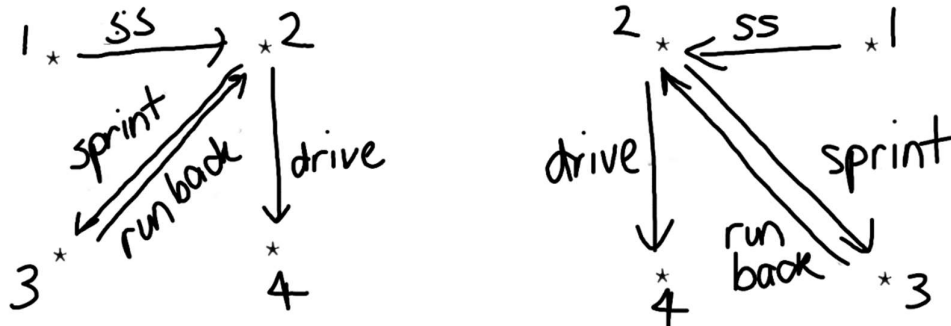 1 SS 2
sprint
run back
drive
3
4
2 SS 1
drive
sprint
run
back
4
3